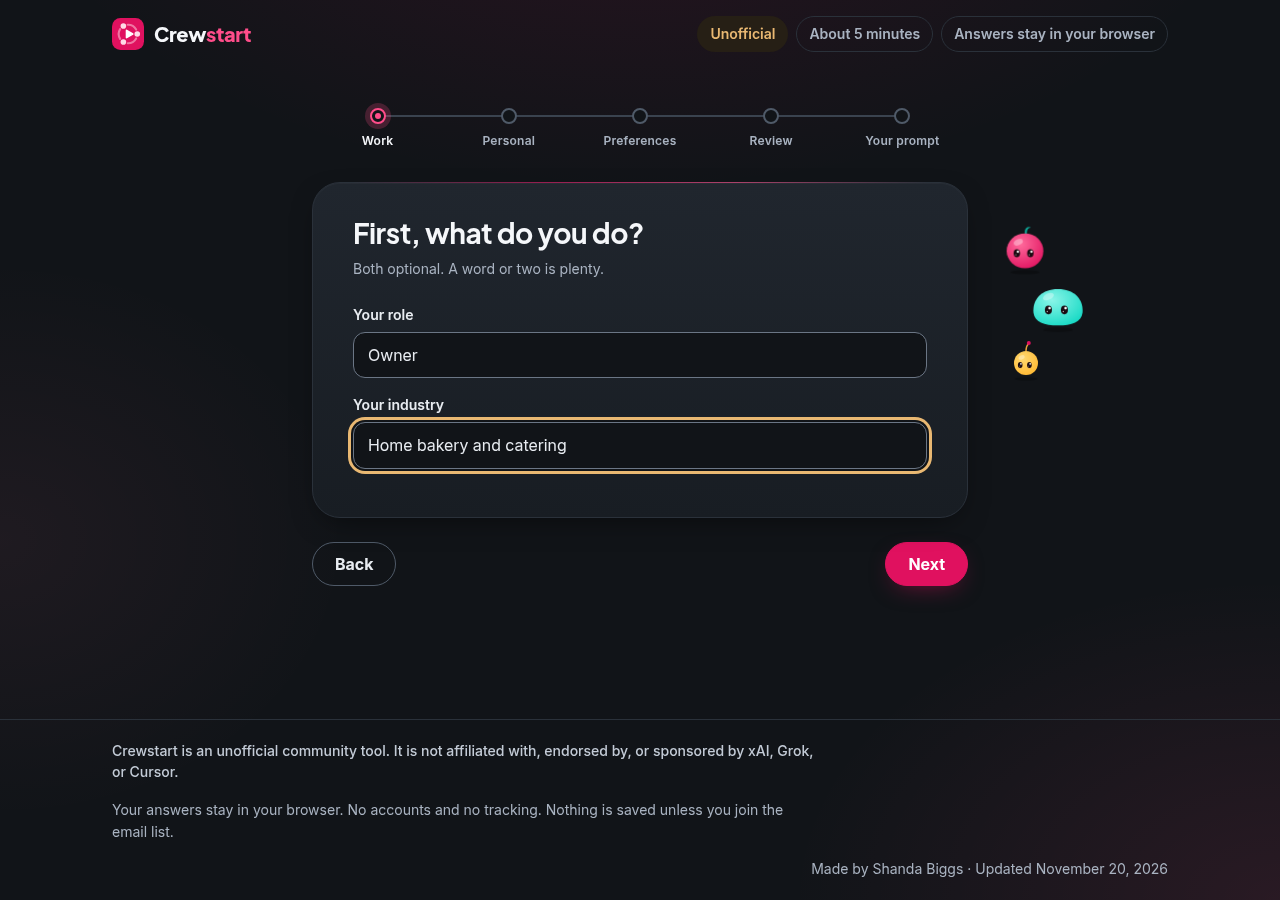 Crewstart
Unofficial
About 5 minutes
Answers stay in your browser
Work
Personal
Preferences
Review
Your prompt
First, what do you do?
Both optional. A word or two is plenty.
Your role
Owner
Your industry
Home bakery and catering
Back
Next
Crewstart is an unofficial community tool. It is not affiliated with, endorsed by, or sponsored by xAI, Grok,
or Cursor.
Your answers stay in your browser. No accounts and no tracking. Nothing is saved unless you join the
email list.
Made by Shanda Biggs · Updated November 20, 2026